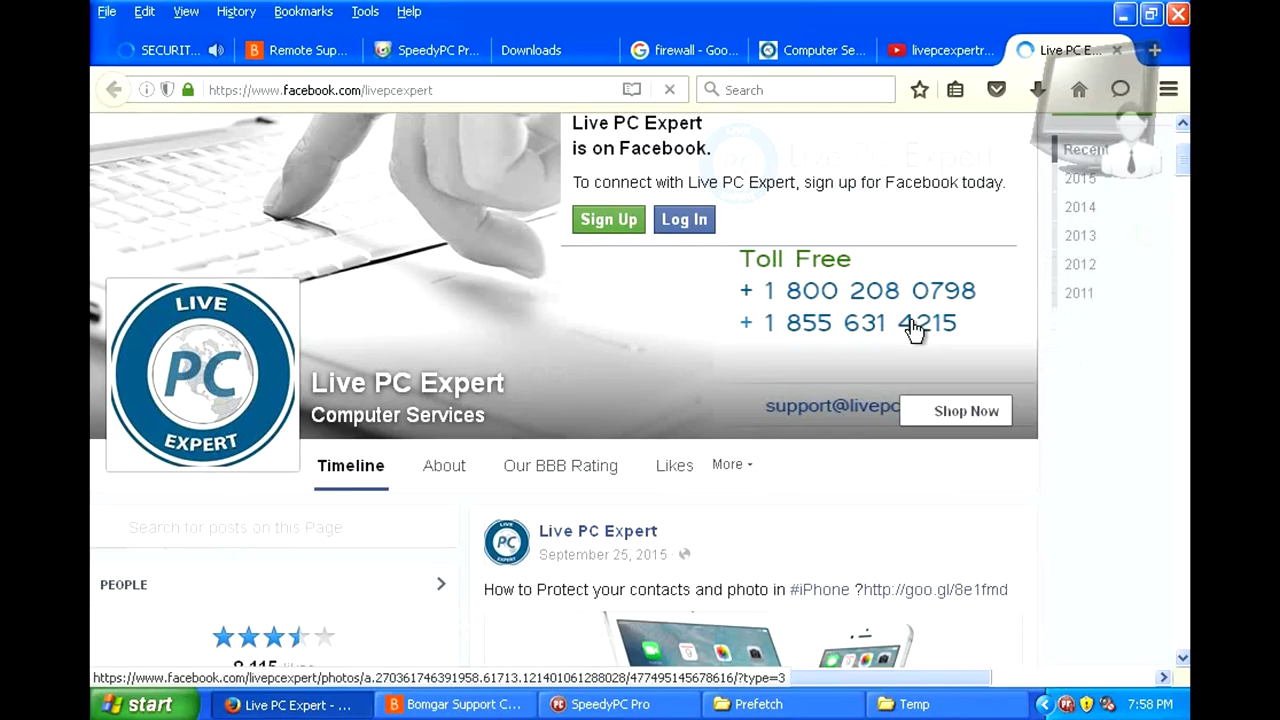 File Edit View History Bookmarks Tools Help
SECURIT... Remote Sup... SpeedyPC Pr... Downloads firewall - Goo... Computer Se... livepcexpertr... Live PC E...
https://www.facebook.com/livepcexpert Search
Live PC Expert
is on Facebook.
To connect with Live PC Expert, sign up for Facebook today.
Sign Up Log In
Toll Free
+ 1 800 208 0798
+ 1 855 631 4215
Recent
2015
2014
2013
2012
2011
LIVE
PC
EXPERT
Live PC Expert
Computer Services
support@livepc
Shop Now
Timeline About Our BBB Rating Likes More
Search for posts on this Page
PEOPLE
LIVE
PC
Live PC Expert
September 25, 2015
How to Protect your contacts and photo in #iPhone ?http://goo.gl/8e1fmd
https://www.facebook.com/livepcexpert/photos/a.270361746391958.61713.121401061288028/477495145678616/?type=3
start Live PC Expert - ... Bomgar Support C... SpeedyPC Pro Prefetch Temp 7:58 PM